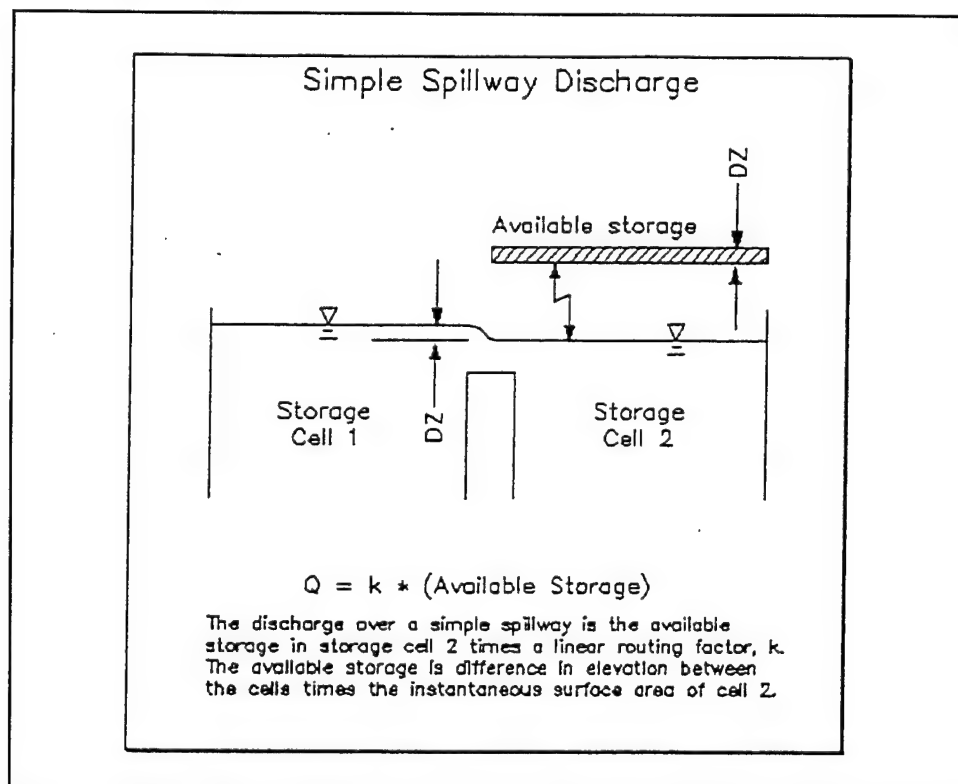 Simple Spillway Discharge
DZ
Available storage
Storage
Cell 1
DZ
Storage
Cell 2
Q = k * (Available Storage)
The discharge over a simple spillway is the available
storage in storage cell 2 times a linear routing factor, k.
The available storage is difference in elevation between
the cells times the instantaneous surface area of cell 2.